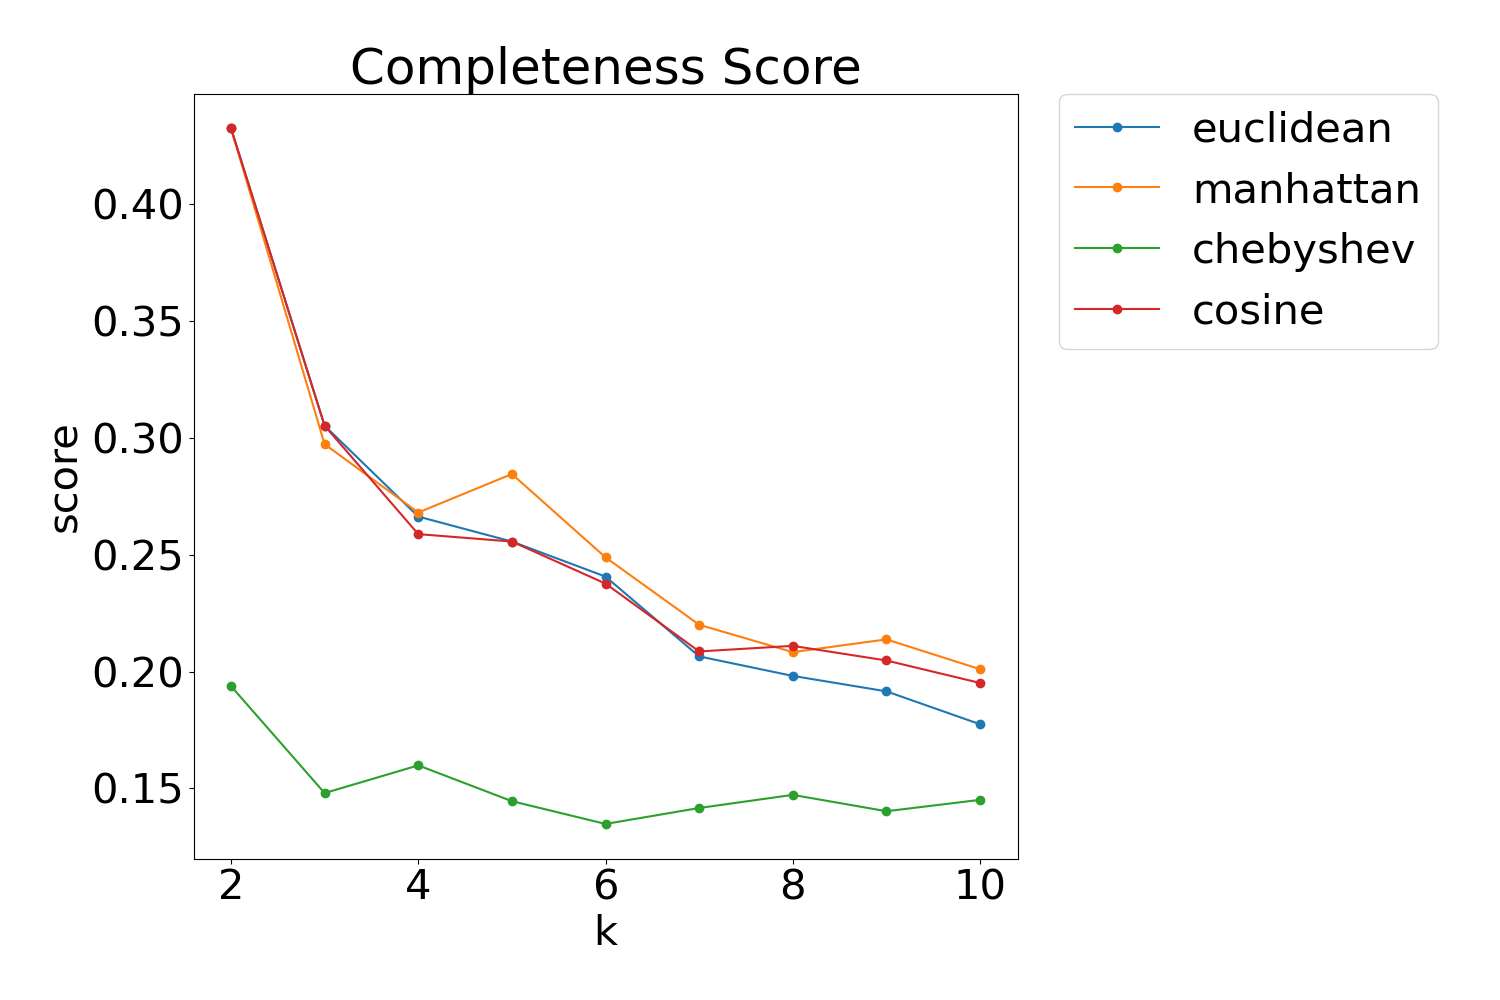 Completeness Score
score
0.40
0.35
0.30
0.25
0.20
0.15
2 4 6 8 10
k
euclidean
manhattan
chebyshev
cosine